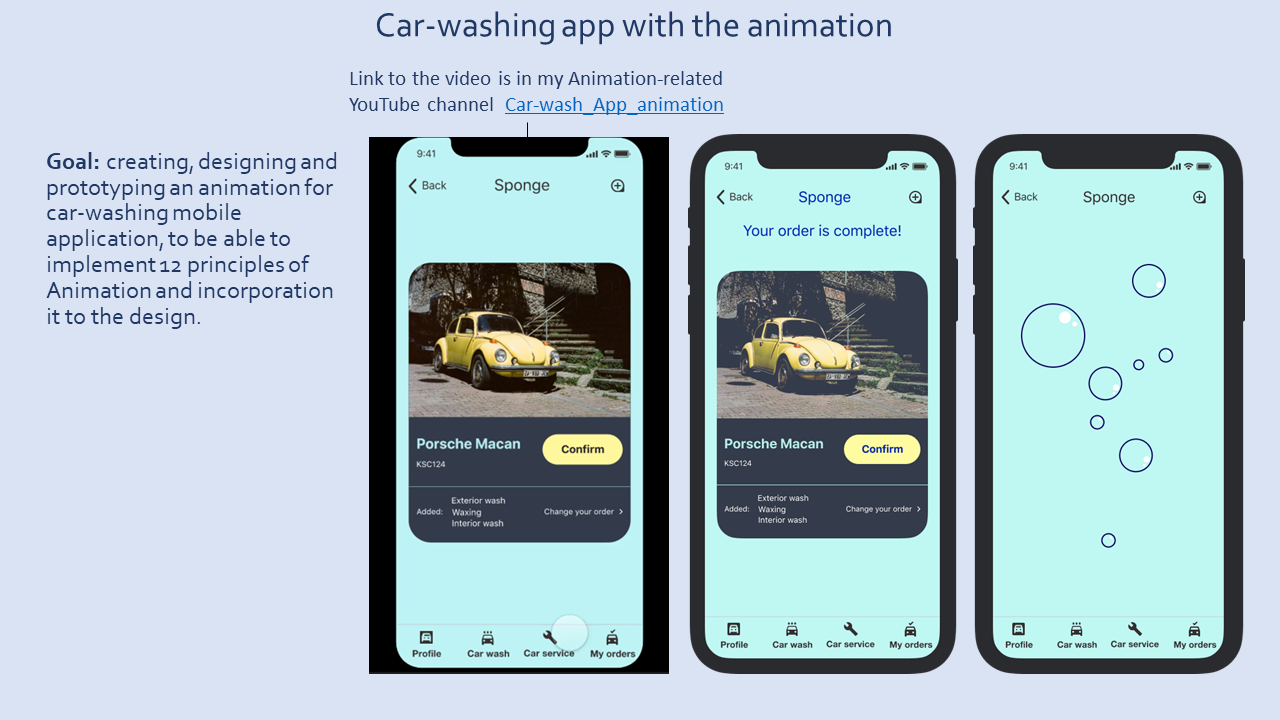 Car-washing app with the animation
Link to the video is in my Animation-related
YouTube channel Car-wash_App_animation
Goal: creating, designing and
prototyping an animation for
car-washing mobile
application, to be able to
implement 12 principles of
Animation and incorporation
it to the design.
9:41
Back
Sponge
Porsche Macan
Confirm
KSC124
Added:
Exterior wash
Waxing
Interior wash
Change your order
Profile
Car wash
Car service
My orders
9:41
Back
Sponge
Your order is complete!
Porsche Macan
Confirm
KSC124
Added:
Exterior wash
Waxing
Interior wash
Change your order
Profile
Car wash
Car service
My orders
9:41
Back
Sponge
Profile
Car wash
Car service
My orders